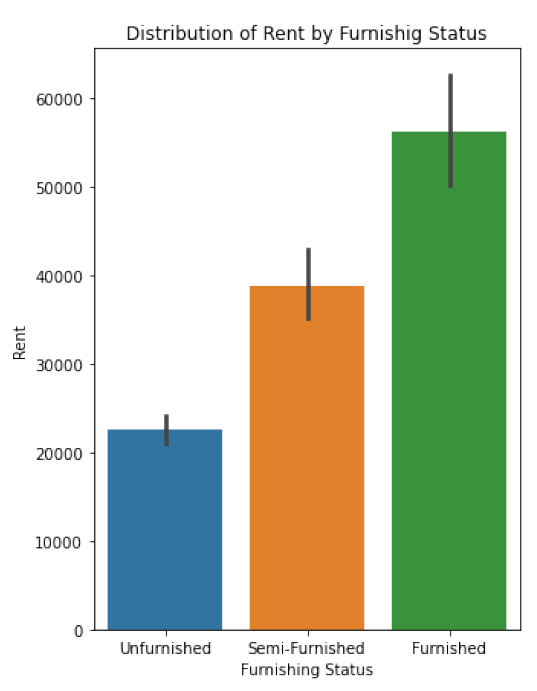 Distribution of Rent by Furnishig Status
60000
50000
40000
30000
20000
10000
0
Rent
Unfurnished Semi-Furnished Furnished
Furnishing Status